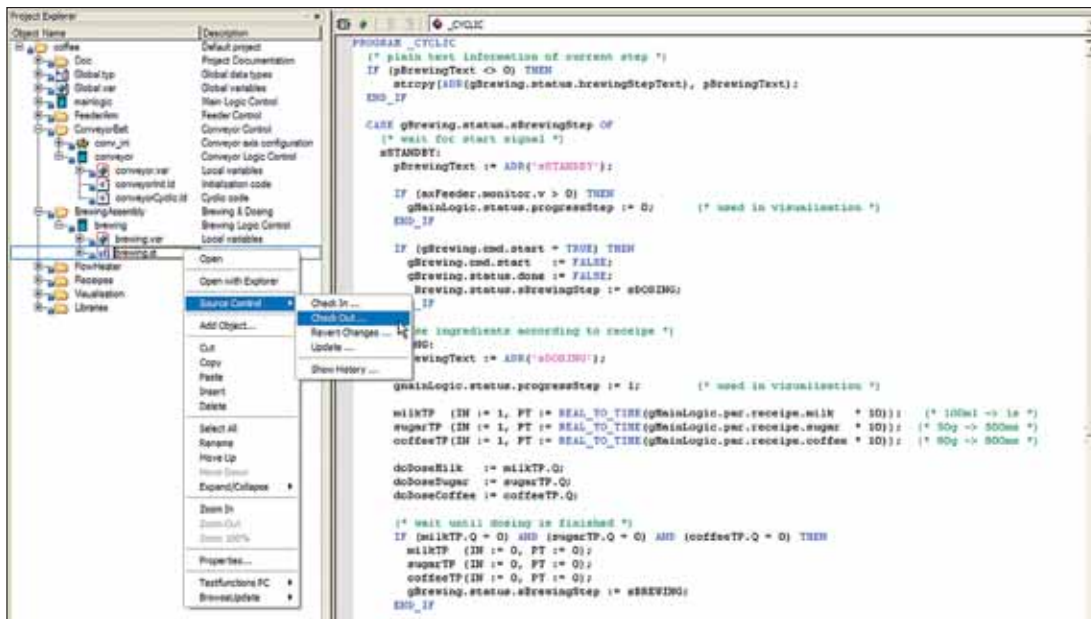 Project Explorer
Object Name Description
coffee Default project
Doc Project Documentation
Global.typ Global data types
Global.var Global variables
mainlogic Main Logic Control
FeederArm Feeder Control
ConveyorBelt Conveyor Control
conv_ini Conveyor axis configuration
conveyor Conveyor Logic Control
conveyor.var Local variables
conveyorInit.ld Initialization code
conveyorCyclic.ld Cyclic code
BrewingAssembly Brewing & Dosing
brewing Brewing Logic Control
brewing.var Local variables
brewing.st
FlowHeater
Receipes
Visualisation
Libraries
Open
Open with Explorer
Source Control
Add Object...
Cut
Copy
Paste
Insert
Delete
Select All
Rename
Move Up
Move Down
Expand/Collapse
Zoom In
Zoom Out
Zoom 100%
Properties...
Testfunctions PC
BrowseUpdate
Check In ...
Check Out ...
Revert Changes ...
Update ...
Show History ...
_CYCLIC
PROGRAM _CYCLIC
(* plain text information of current step *)
IF (pBrewingText <> 0) THEN
strcpy(ADR(gBrewing.status.brewingStepText), pBrewingText);
END_IF
CASE gBrewing.status.sBrewingStep OF
(* wait for start signal *)
sSTANDBY:
pBrewingText := ADR('sSTANDBY');
IF (axFeeder.monitor.v > 0) THEN
gMainLogic.status.progressStep := 0; (* used in visualisation *)
END_IF
IF (gBrewing.cmd.start = TRUE) THEN
gBrewing.cmd.start := FALSE;
gBrewing.status.done := FALSE;
Brewing.status.sBrewingStep := sDOSING;
IF
ingredients according to receipe *)
NG:
ewingText := ADR('sDOSING');
gMainLogic.status.progressStep := 1; (* used in visualisation *)
milkTP (IN := 1, PT := REAL_TO_TIME(gMainLogic.par.receipe.milk * 10)); (* 100ml -> 1s *)
sugarTP (IN := 1, PT := REAL_TO_TIME(gMainLogic.par.receipe.sugar * 10)); (* 50g -> 500ms *)
coffeeTP(IN := 1, PT := REAL_TO_TIME(gMainLogic.par.receipe.coffee * 10)); (* 80g -> 800ms *)
doDoseMilk := milkTP.Q;
doDoseSugar := sugarTP.Q;
doDoseCoffee := coffeeTP.Q;
(* wait until dosing is finished *)
IF (milkTP.Q = 0) AND (sugarTP.Q = 0) AND (coffeeTP.Q = 0) THEN
milkTP (IN := 0, PT := 0);
sugarTP (IN := 0, PT := 0);
coffeeTP(IN := 0, PT := 0);
gBrewing.status.sBrewingStep := sBREWING;
END_IF